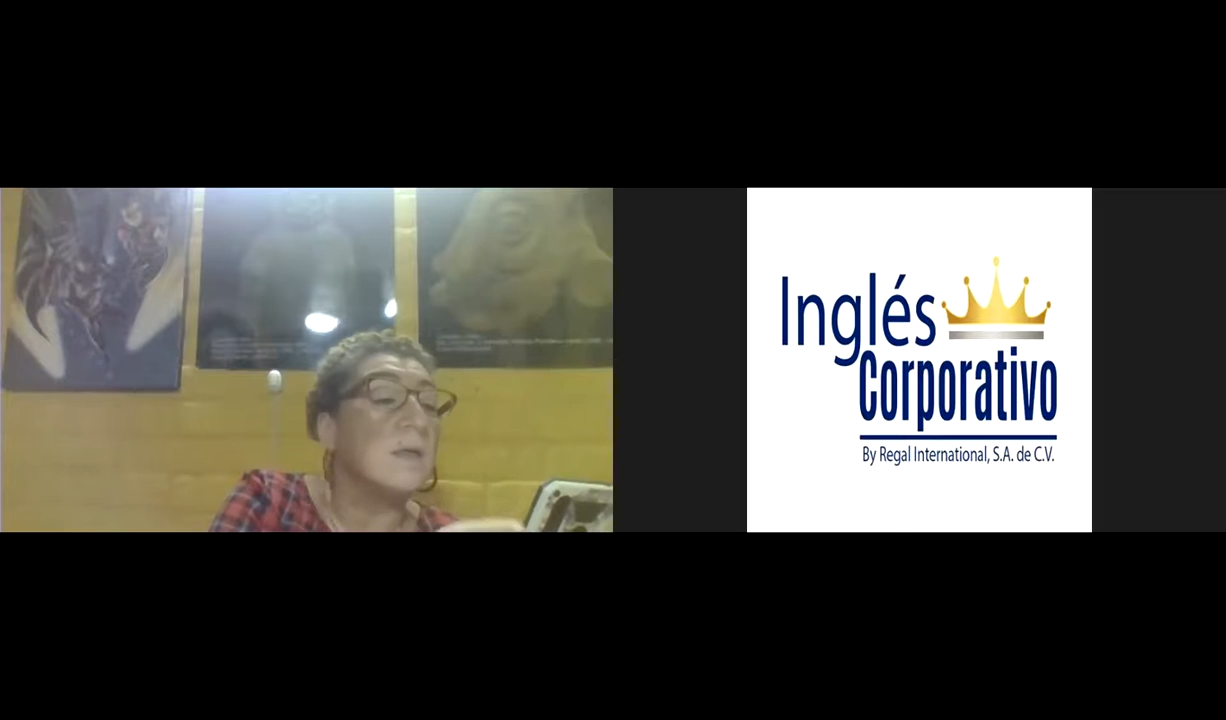 Inglés
Corporativo
By Regal International, S.A. de C.V.